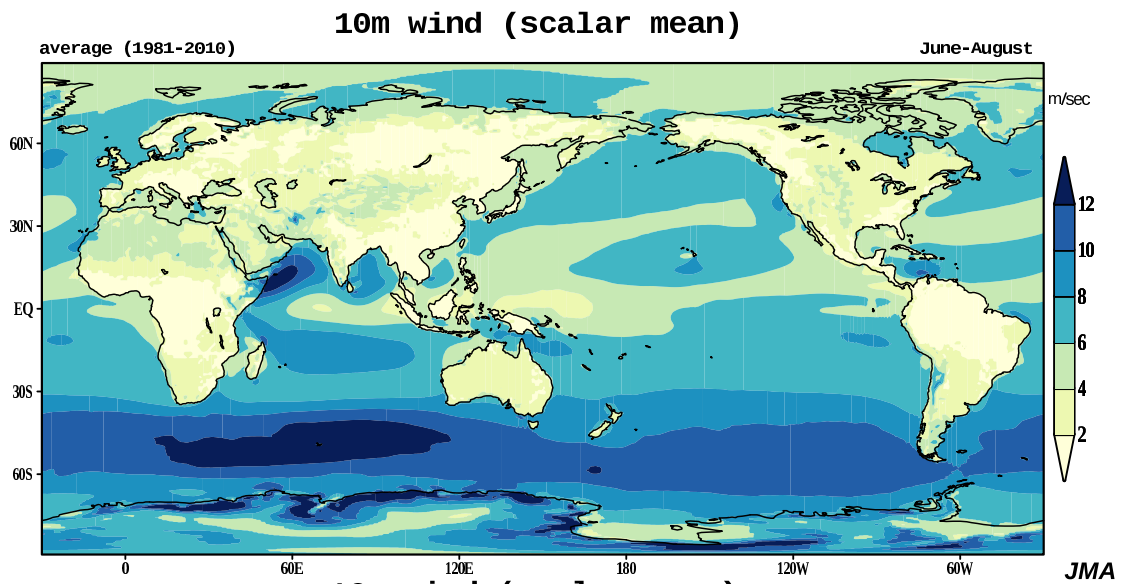 10m wind (scalar mean)
average (1981-2010) June-August
m/sec
60N
30N
EQ
30S
60S
12
10
8
6
4
2
0 60E 120E 180 120W 60W
JMA